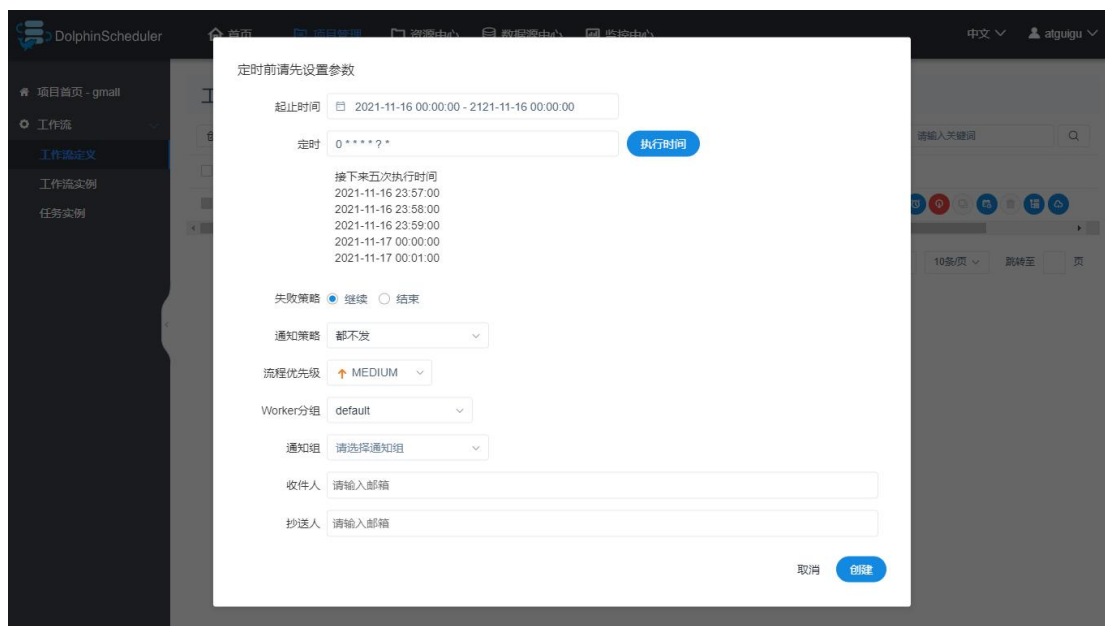 DolphinScheduler
首页 项目管理 资源中心 数据源中心 监控中心
中文 atguigu
项目首页 - gmall
工作流
工作流定义
工作流实例
任务实例
请输入关键词
10条/页 跳转至 页
定时前请先设置参数
起止时间 2021-11-16 00:00:00 - 2121-11-16 00:00:00
定时 0 * * * * ? * 执行时间
接下来五次执行时间
2021-11-16 23:57:00
2021-11-16 23:58:00
2021-11-16 23:59:00
2021-11-17 00:00:00
2021-11-17 00:01:00
失败策略 继续 结束
通知策略 都不发
流程优先级 MEDIUM
Worker分组 default
通知组 请选择通知组
收件人 请输入邮箱
抄送人 请输入邮箱
取消 创建